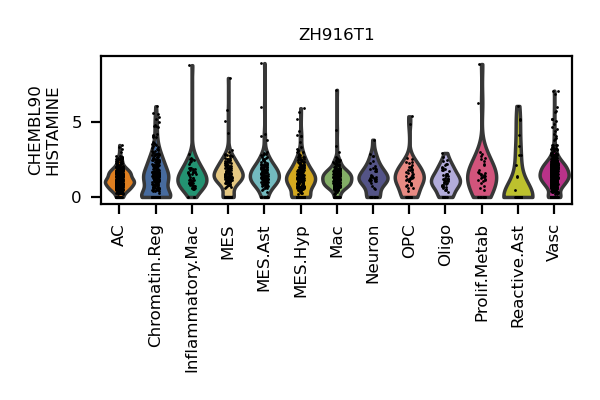 ZH916T1
CHEMBL90
HISTAMINE
5
0
AC
Chromatin.Reg
Inflammatory.Mac
MES
MES.Ast
MES.Hyp
Mac
Neuron
OPC
Oligo
Prolif.Metab
Reactive.Ast
Vasc